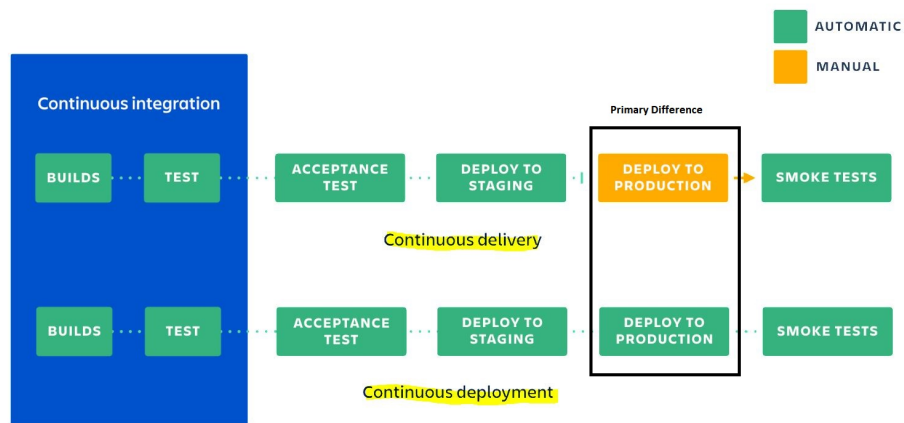 AUTOMATIC
MANUAL
Continuous integration
Primary Difference
BUILDS
TEST
ACCEPTANCE
TEST
DEPLOY TO
STAGING
DEPLOY TO
PRODUCTION
SMOKE TESTS
Continuous delivery
BUILDS
TEST
ACCEPTANCE
TEST
DEPLOY TO
STAGING
DEPLOY TO
PRODUCTION
SMOKE TESTS
Continuous deployment